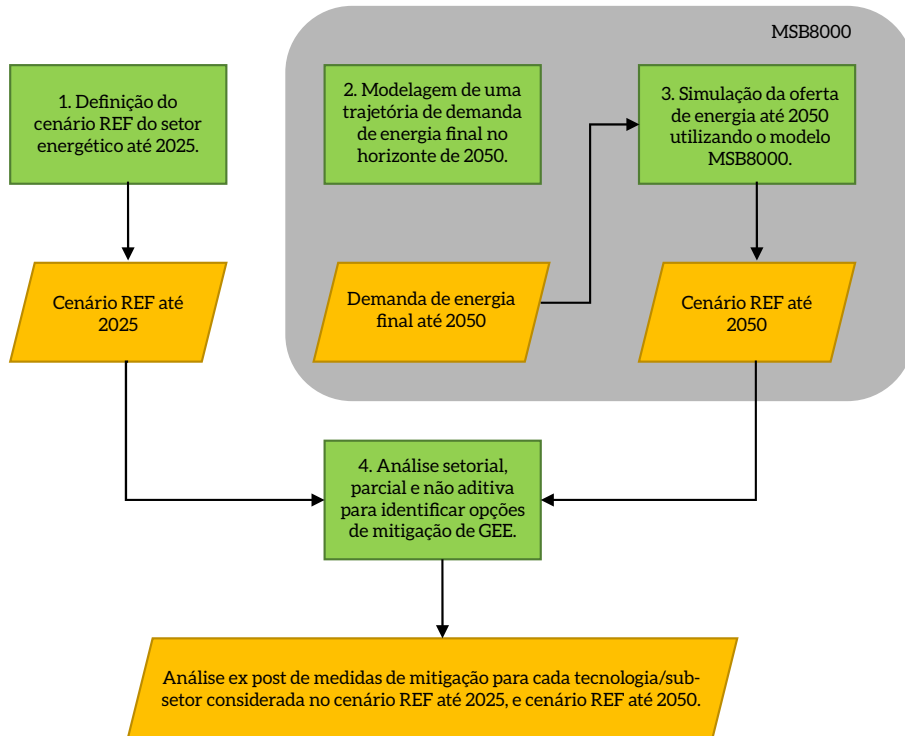 MSB8000
1. Definição do
cenário REF do setor
energético até 2025.
2. Modelagem de uma
trajetória de demanda
de energia final no
horizonte de 2050.
3. Simulação da oferta
de energia até 2050
utilizando o modelo
MSB8000.
Cenário REF até
2025
Demanda de energia
final até 2050
Cenário REF até
2050
4. Análise setorial,
parcial e não aditiva
para identificar opções
de mitigação de GEE.
Análise ex post de medidas de mitigação para cada tecnologia/sub-
setor considerada no cenário REF até 2025, e cenário REF até 2050.